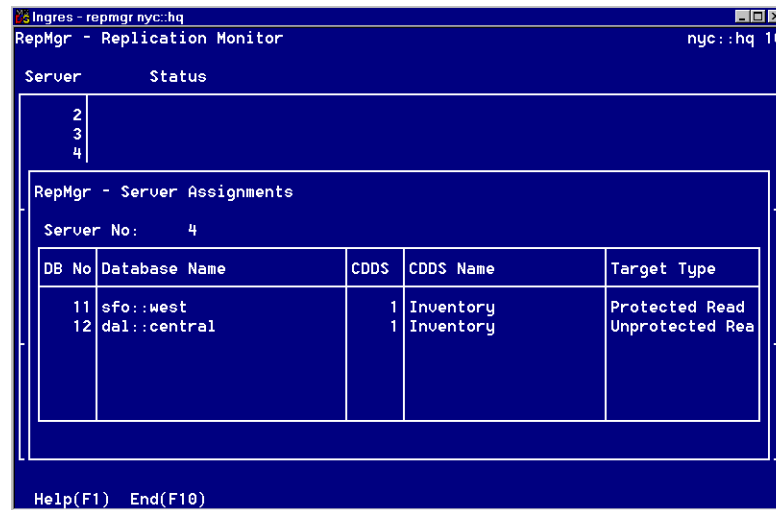 Ingres - repmgr nyc::hq
RepMgr - Replication Monitor nyc::hq
Server Status
2
3
4
RepMgr - Server Assignments
Server No: 4
DB No Database Name CDDS CDDS Name Target Type
11 sfo::west 1 Inventory Protected Read
12 dal::central 1 Inventory Unprotected Rea
Help(F1) End(F10)